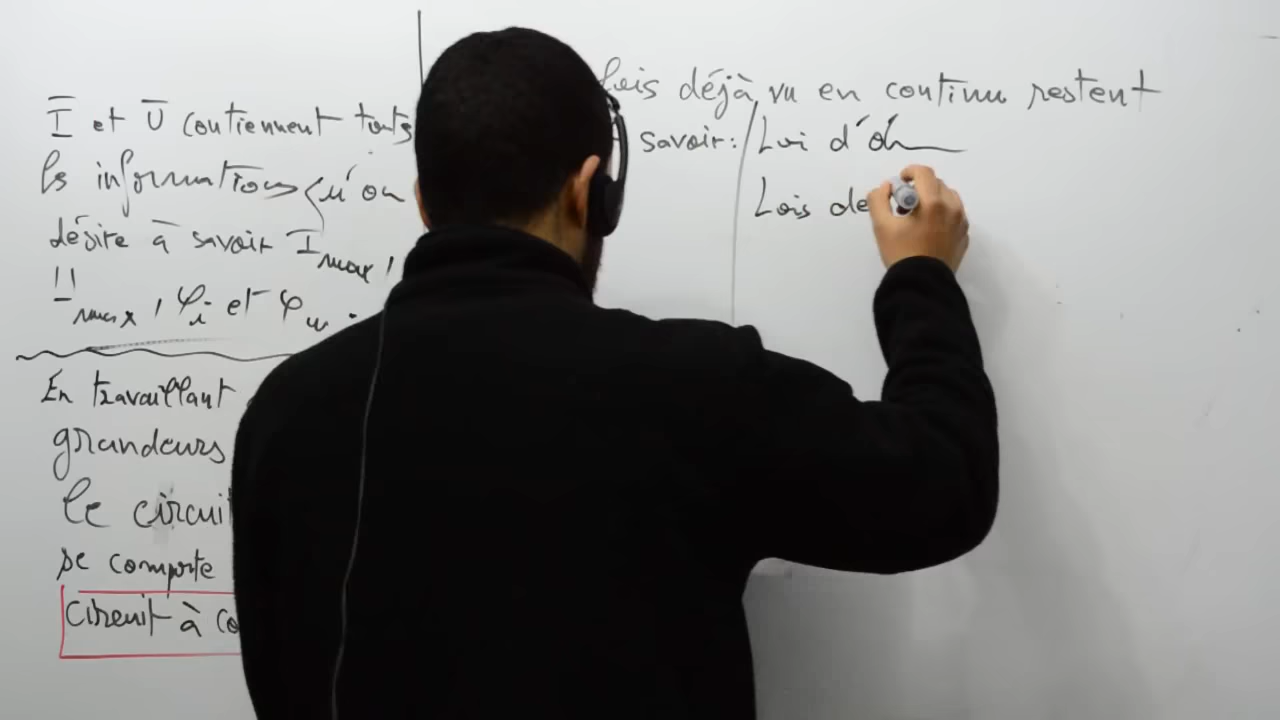 I et U contiennent touts
les informations qu'on
désire à savoir Imax,
Umax, φi et φu.
En travaillant
grandeurs
le circuit
se comporte
Circuit à co
Lois déjà vu en continu restent
savoir: Loi d'oh
Lois de